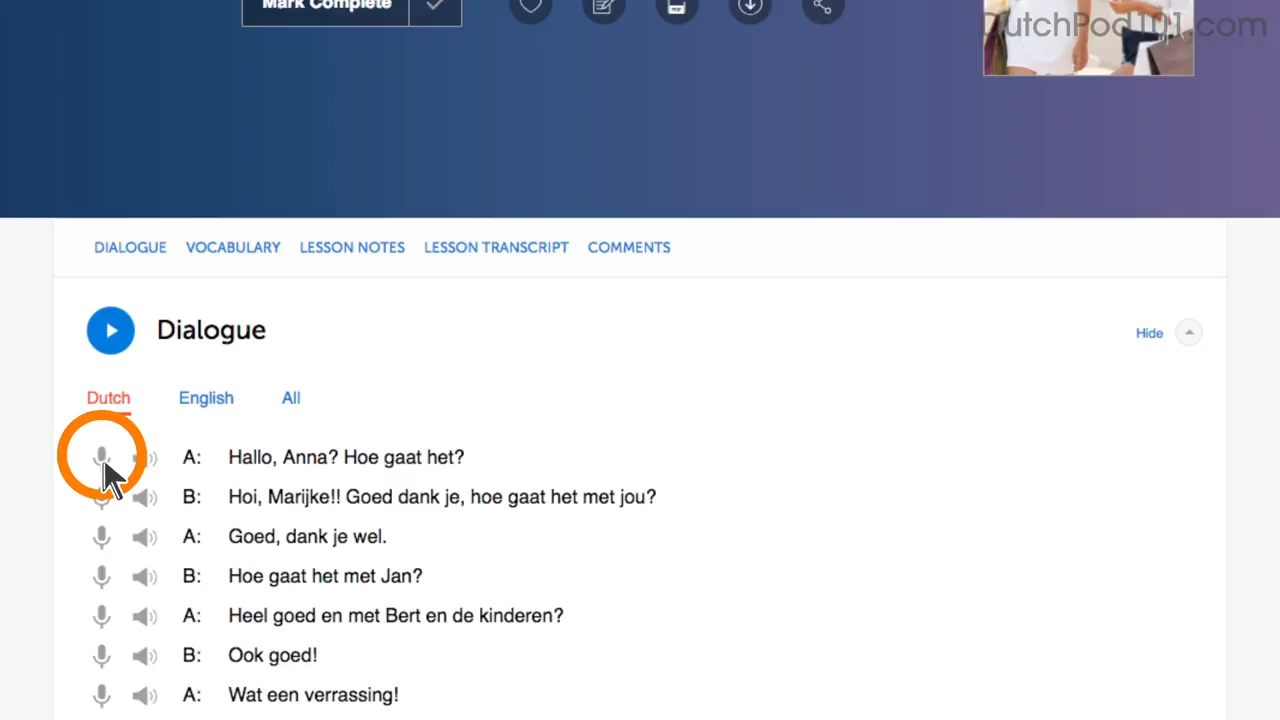 Mark Complete
PDF
DutchPod101.com
DIALOGUE VOCABULARY LESSON NOTES LESSON TRANSCRIPT COMMENTS
Dialogue
Hide
Dutch English All
A: Hallo, Anna? Hoe gaat het?
B: Hoi, Marijke!! Goed dank je, hoe gaat het met jou?
A: Goed, dank je wel.
B: Hoe gaat het met Jan?
A: Heel goed en met Bert en de kinderen?
B: Ook goed!
A: Wat een verrassing!